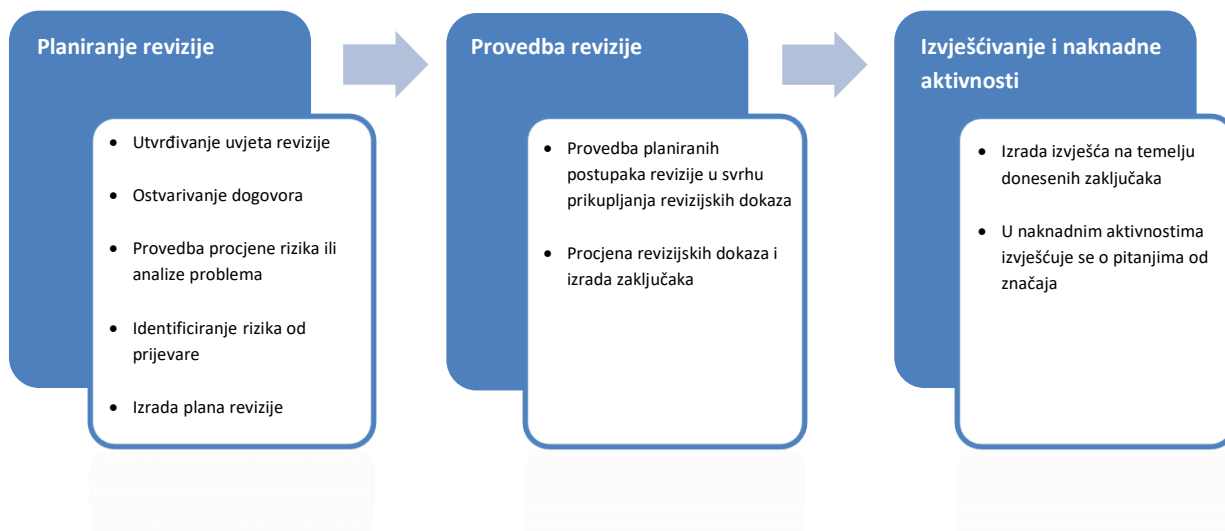 Planiranje revizije
• Utvrđivanje uvjeta revizije
• Ostvarivanje dogovora
• Provedba procjene rizika ili
analize problema
• Identificiranje rizika od
prijevare
• Izrada plana revizije
Provedba revizije
• Provedba planiranih
postupaka revizije u svrhu
prikupljanja revizijskih dokaza
• Procjena revizijskih dokaza i
izrada zaključaka
Izvješćivanje i naknadne
aktivnosti
• Izrada izvješća na temelju
donesenih zaključaka
• U naknadnim aktivnostima
izvješćuje se o pitanjima od
značaja